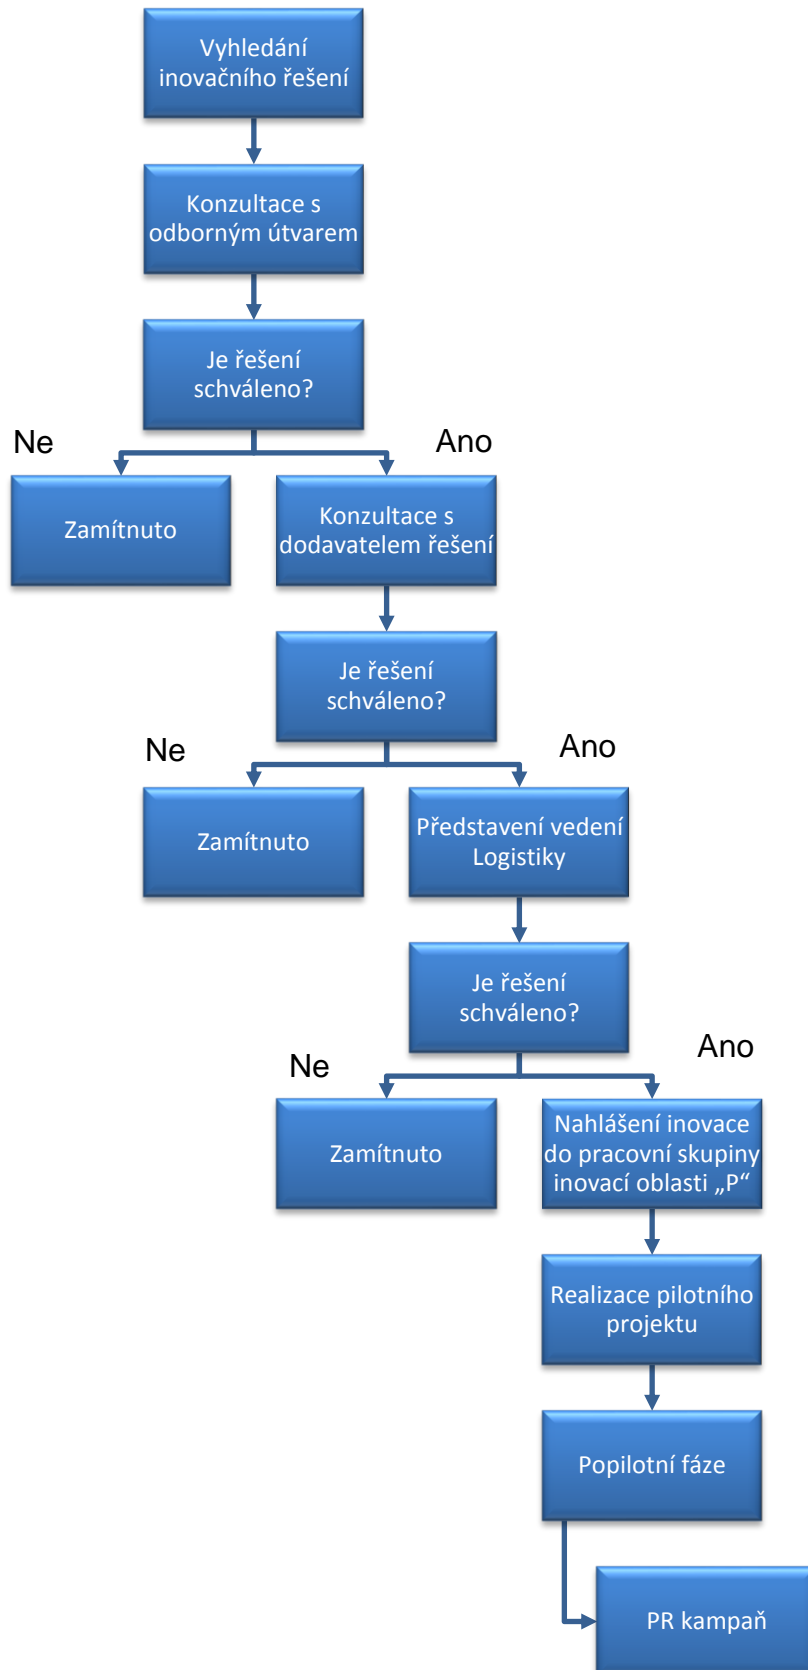 Vyhledání
inovačního řešení
Konzultace s
odborným útvarem
Je řešení
schváleno?
Ne
Ano
Zamítnuto
Konzultace s
dodavatelem řešení
Je řešení
schváleno?
Ne
Ano
Zamítnuto
Představení vedení
Logistiky
Je řešení
schváleno?
Ne
Ano
Zamítnuto
Nahlášení inovace
do pracovní skupiny
inovací oblasti „P“
Realizace pilotního
projektu
Popilotní fáze
PR kampaň